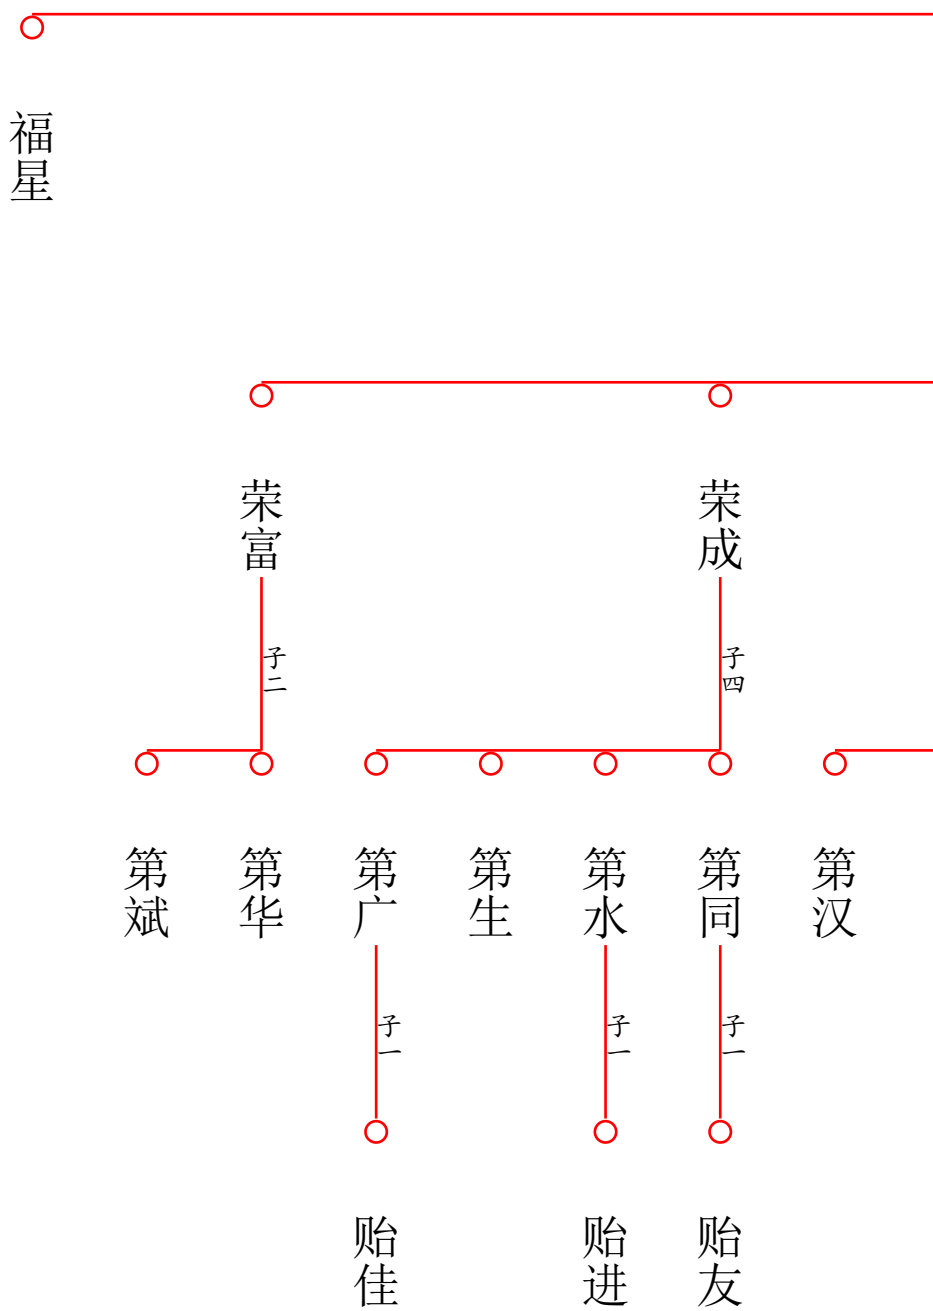 福星
荣富
荣成
子二
子四
第斌
第华
第广
第生
第水
第同
第汉
子一
子一
子一
贻佳
贻进
贻友